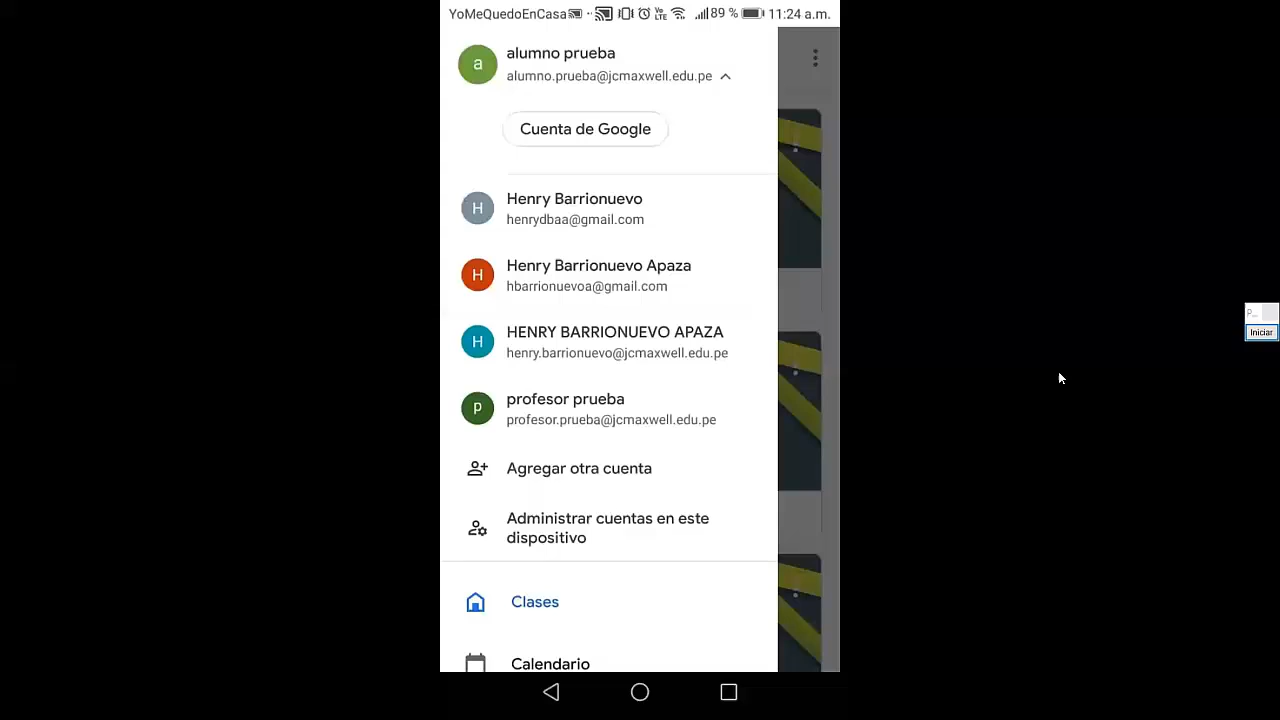 YoMeQuedoEnCasa
Vo
LTE
89 %
11:24 a.m.
a
alumno prueba
alumno.prueba@jcmaxwell.edu.pe
Cuenta de Google
H
Henry Barrionuevo
henrydbaa@gmail.com
H
Henry Barrionuevo Apaza
hbarrionuevoa@gmail.com
H
HENRY BARRIONUEVO APAZA
henry.barrionuevo@jcmaxwell.edu.pe
p
profesor prueba
profesor.prueba@jcmaxwell.edu.pe
Agregar otra cuenta
Administrar cuentas en este
dispositivo
Clases
Calendario
P...
Iniciar